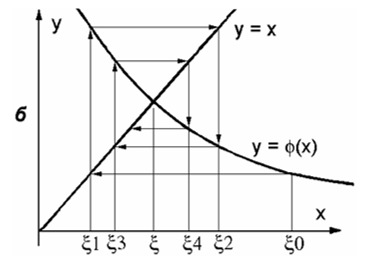 y
y = x
б
y = ϕ(x)
x
ξ1 ξ3 ξ ξ4 ξ2 ξ0